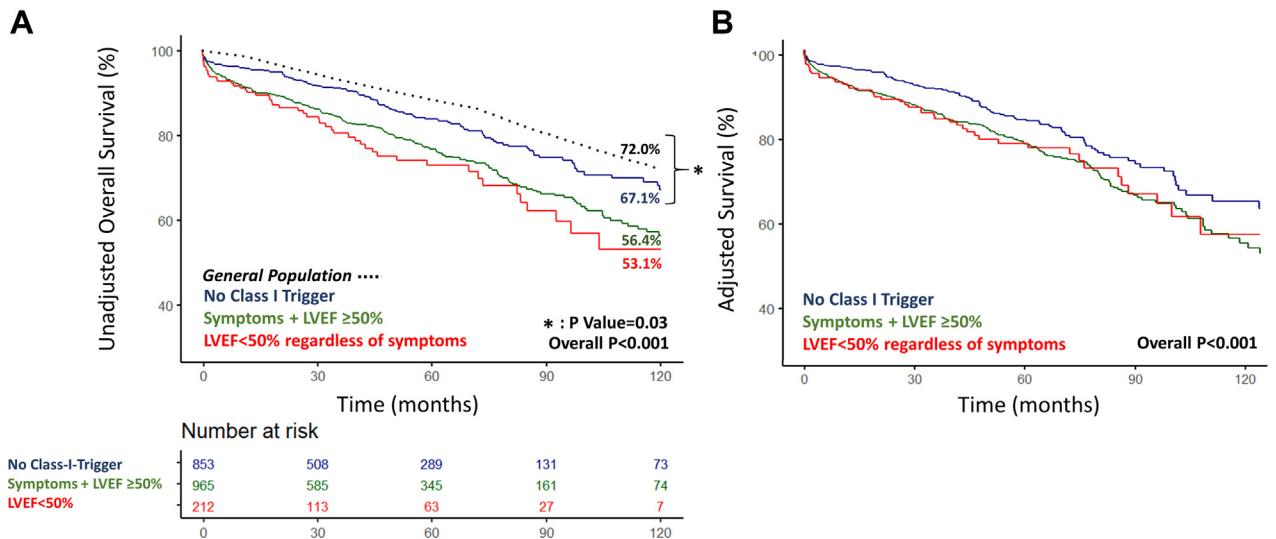 A
Unadjusted Overall Survival (%)
100
80
60
40
72.0%
*
67.1%
56.4%
53.1%
General Population
No Class I Trigger
Symptoms + LVEF ≥50%
LVEF<50% regardless of symptoms
* : P Value=0.03
Overall P<0.001
0 30 60 90 120
Time (months)
Number at risk
No Class-I-Trigger 853 508 289 131 73
Symptoms + LVEF ≥50% 965 585 345 161 74
LVEF<50% 212 113 63 27 7
0 30 60 90 120
B
Adjusted Survival (%)
100
80
60
40
No Class I Trigger
Symptoms + LVEF ≥50%
LVEF<50% regardless of symptoms
Overall P<0.001
0 30 60 90 120
Time (months)